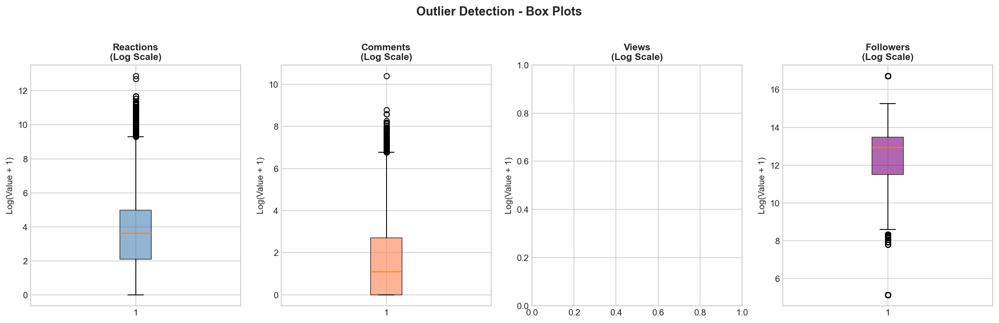 Outlier Detection - Box Plots
Reactions
(Log Scale)
Log(Value + 1)
12
10
8
6
4
2
0
1
Comments
(Log Scale)
Log(Value + 1)
10
8
6
4
2
0
1
Views
(Log Scale)
Log(Value + 1)
1.0
0.8
0.6
0.4
0.2
0.0
0.0 0.2 0.4 0.6 0.8 1.0
Followers
(Log Scale)
Log(Value + 1)
16
14
12
10
8
6
1